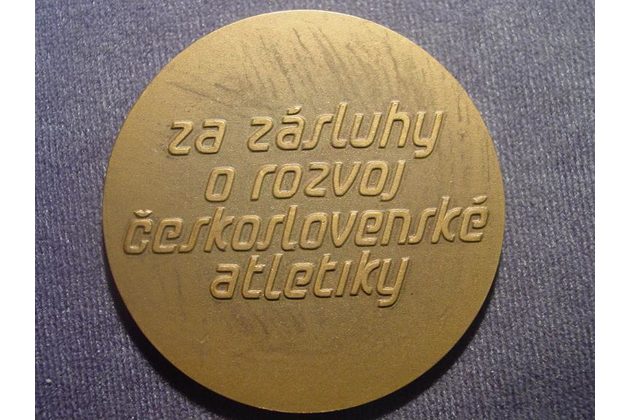 za zásluhy
o rozvoj
československé
atletiky